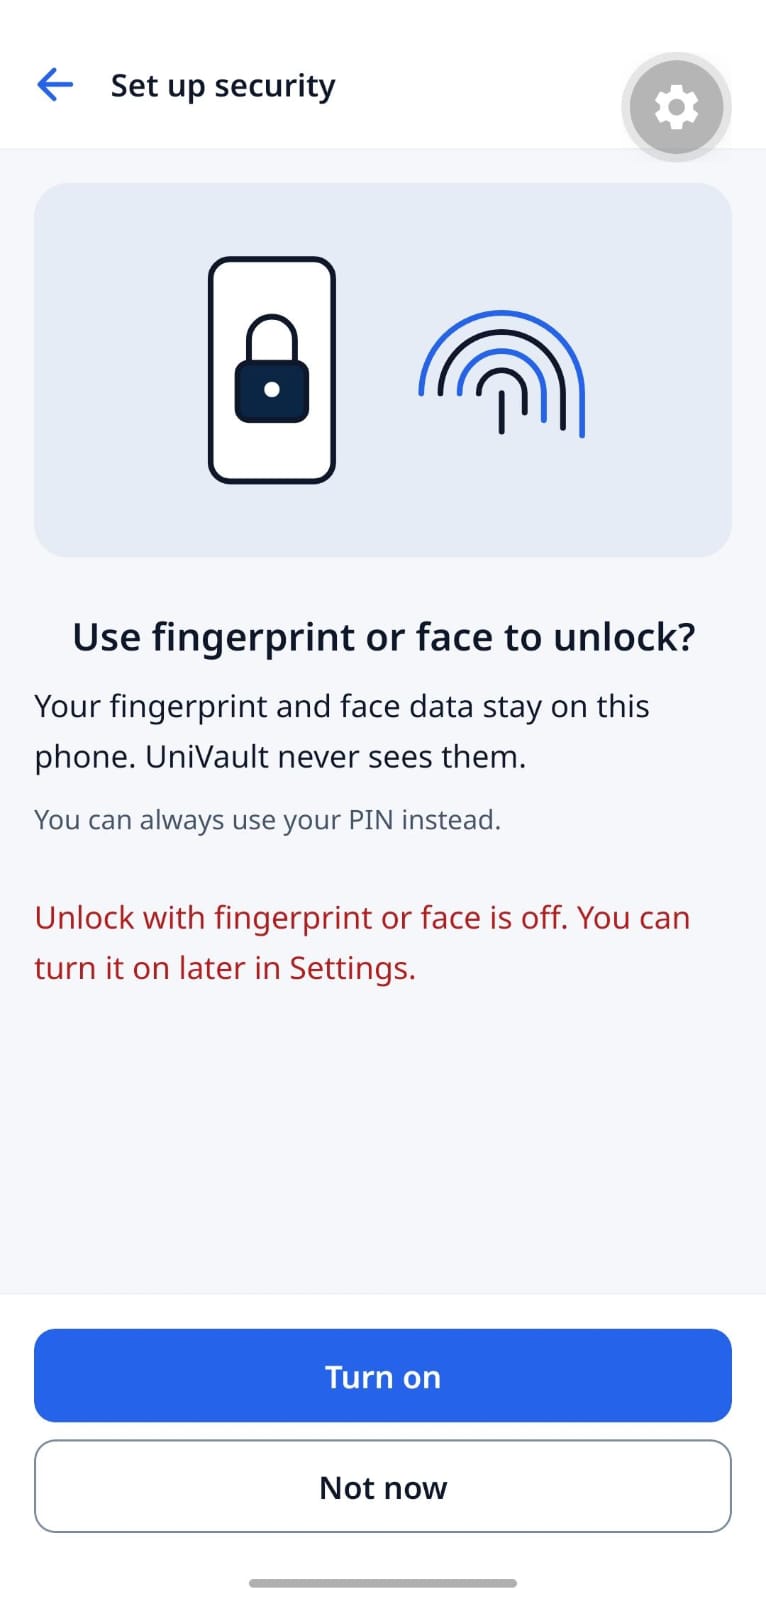 Set up security
Use fingerprint or face to unlock?
Your fingerprint and face data stay on this
phone. UniVault never sees them.
You can always use your PIN instead.
Unlock with fingerprint or face is off. You can
turn it on later in Settings.
Turn on
Not now